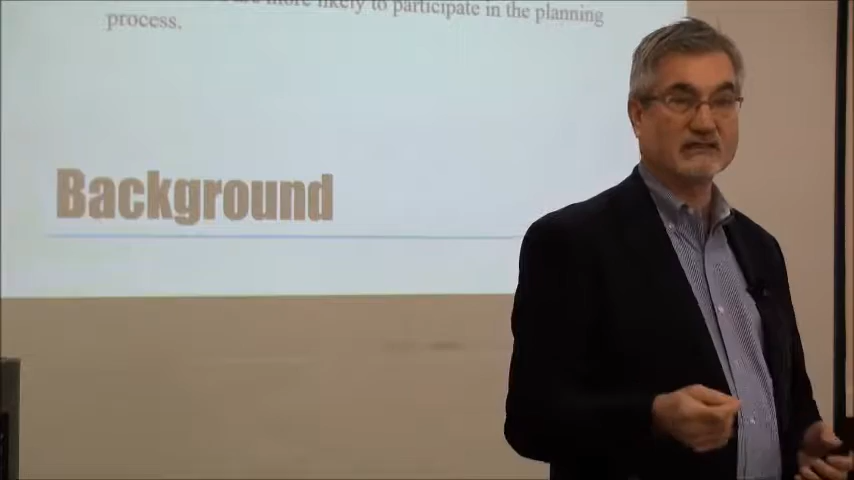 more likely to participate in the planning
process.
Background